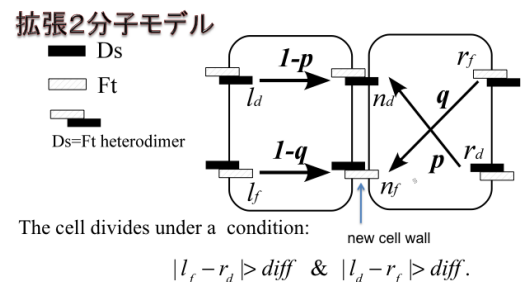 拡張2分子モデル
Ds
Ft
Ds=Ft heterodimer
1-p
l_d
n_d
r_f
q
1-q
l_f
n_f
p
r_d
new cell wall
The cell divides under a condition:
| l_f − r_d |> diff & | l_d − r_f |> diff.